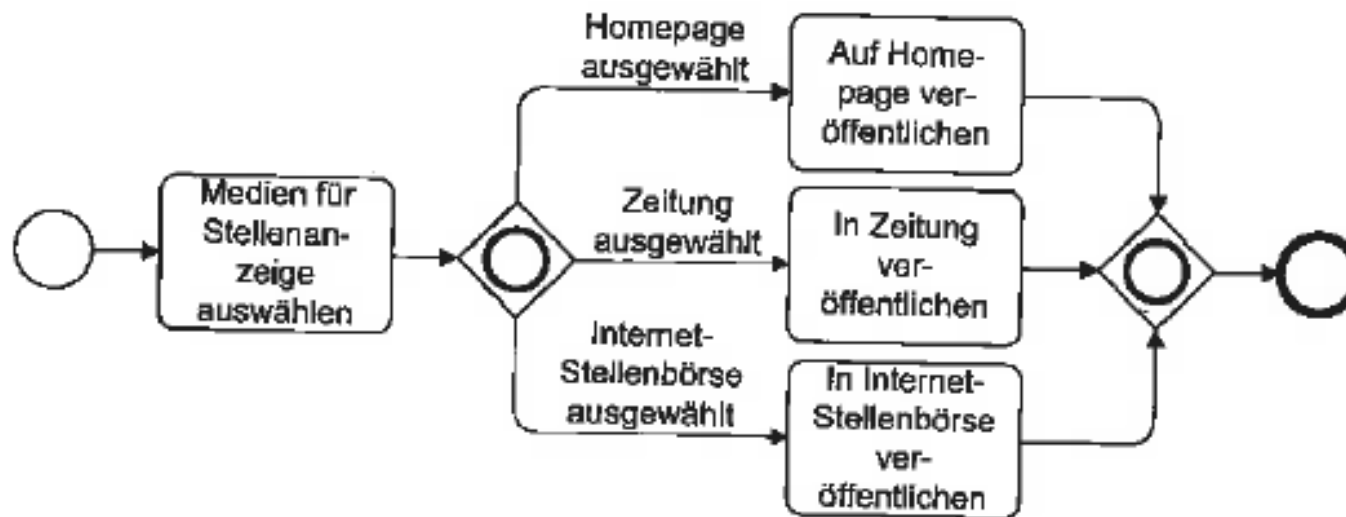 Homepage
ausgewählt
Auf Home-
page ver-
öffentlichen
Medien für
Stellenan-
zeige
auswählen
Zeitung
ausgewählt
In Zeitung
ver-
öffentlichen
Internet-
Stellenbörse
ausgewählt
In Internet-
Stellenbörse
ver-
öffentlichen